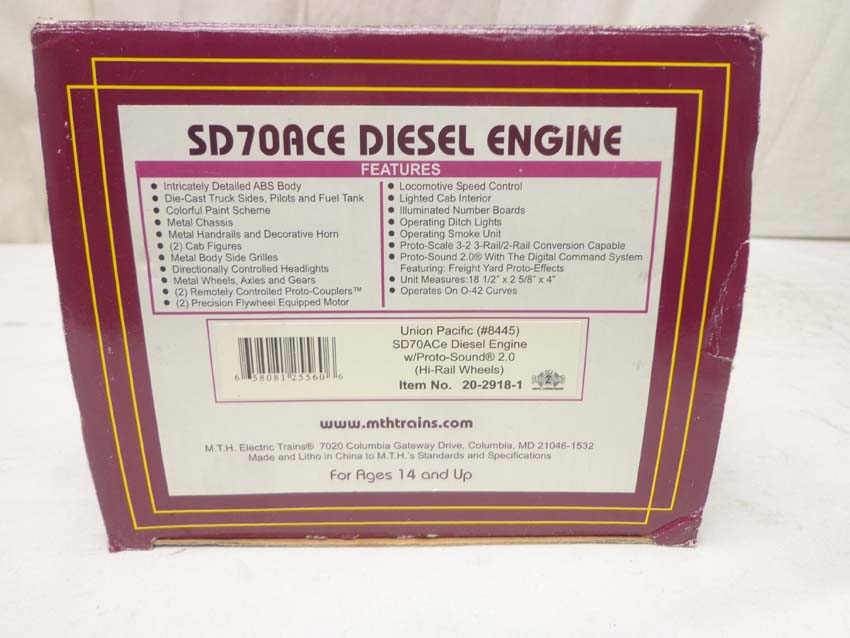 SD70ACE DIESEL ENGINE
FEATURES
• Intricately Detailed ABS Body
• Die-Cast Truck Sides, Pilots and Fuel Tank
• Colorful Paint Scheme
• Metal Chassis
• Metal Handrails and Decorative Horn
• (2) Cab Figures
• Metal Body Side Grilles
• Directionally Controlled Headlights
• Metal Wheels, Axles and Gears
• (2) Remotely Controlled Proto-Couplers™
• (2) Precision Flywheel Equipped Motor
• Locomotive Speed Control
• Lighted Cab Interior
• Illuminated Number Boards
• Operating Ditch Lights
• Operating Smoke Unit
• Proto-Scale 3-2 3-Rail/2-Rail Conversion Capable
• Proto-Sound 2.0® With The Digital Command System
Featuring: Freight Yard Proto-Effects
• Unit Measures:18 1/2" x 2 5/8" x 4"
• Operates On O-42 Curves
Union Pacific (#8445)
SD70ACe Diesel Engine
w/Proto-Sound® 2.0
(Hi-Rail Wheels)
Item No. 20-2918-1
6 58081 25560 6
www.mthtrains.com
M.T.H. Electric Trains® 7020 Columbia Gateway Drive, Columbia, MD 21046-1532
Made and Litho in China to M.T.H.'s Standards and Specifications
For Ages 14 and Up